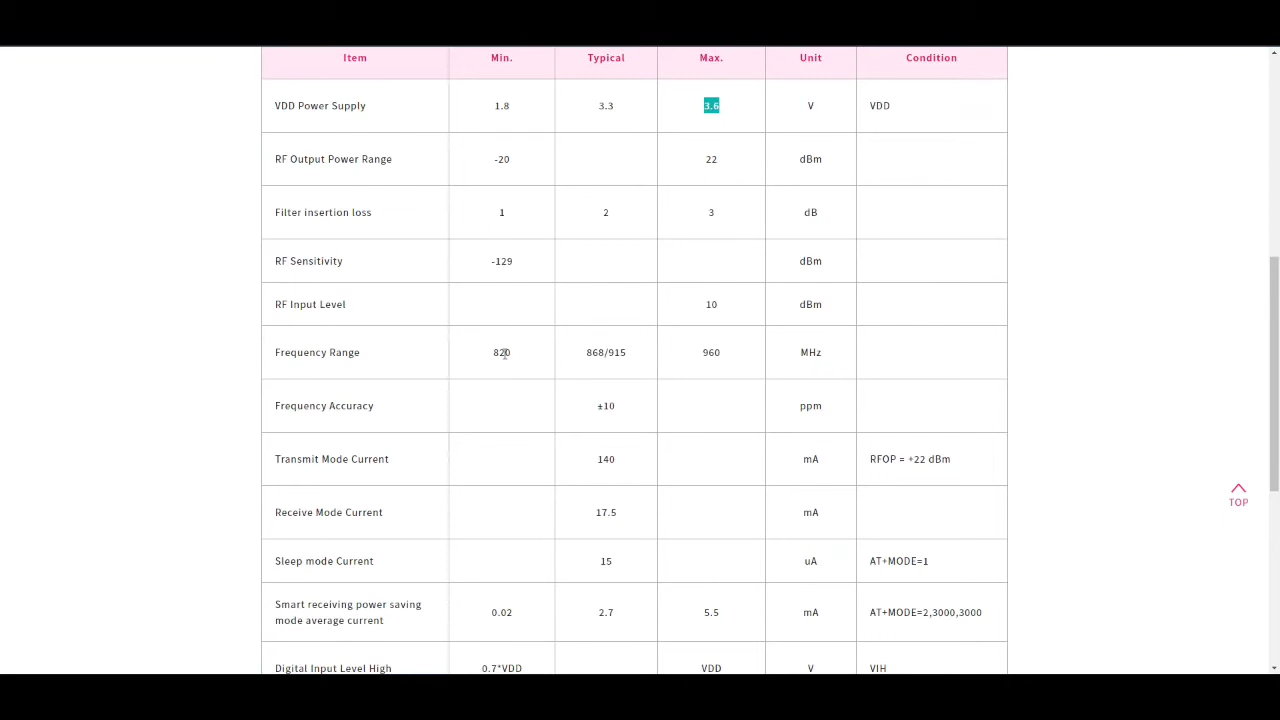 Item Min. Typical Max. Unit Condition
VDD Power Supply 1.8 3.3 3.6 V VDD
RF Output Power Range -20 22 dBm
Filter insertion loss 1 2 3 dB
RF Sensitivity -129 dBm
RF Input Level 10 dBm
Frequency Range 820 868/915 960 MHz
Frequency Accuracy ±10 ppm
Transmit Mode Current 140 mA RFOP = +22 dBm
Receive Mode Current 17.5 mA
TOP
Sleep mode Current 15 uA AT+MODE=1
Smart receiving power saving
mode average current 0.02 2.7 5.5 mA AT+MODE=2,3000,3000
Digital Input Level High 0.7*VDD VDD V VIH